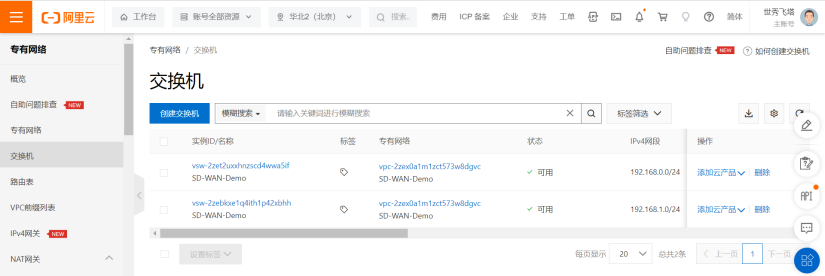 阿里云 工作台 账号全部资源 华北2（北京） 搜索... 费用 ICP 备案 企业 支持 工单 简体 世秀飞塔
主账号
专有网络
概览
自助问题排查 NEW
专有网络
交换机
路由表
VPC前缀列表
IPv4网关 NEW
NAT网关
专有网络 / 交换机 自助问题排查 NEW 如何创建交换机
交换机
创建交换机 模糊搜索 请输入关键词进行模糊搜索 标签筛选
实例ID/名称 标签 专有网络 状态 IPv4网段 操作
vsw-2zet2uxxhnzscd4wwa5if vpc-2zex0a1m1zct573w8dgvc
SD-WAN-Demo SD-WAN-Demo 可用 192.168.0.0/24 添加云产品 删除
vsw-2zebkxe1q4ith1p42xbhh vpc-2zex0a1m1zct573w8dgvc
SD-WAN-Demo SD-WAN-Demo 可用 192.168.1.0/24 添加云产品 删除
设置标签 每页显示 20 总共2条 上一页 1 下一页
API